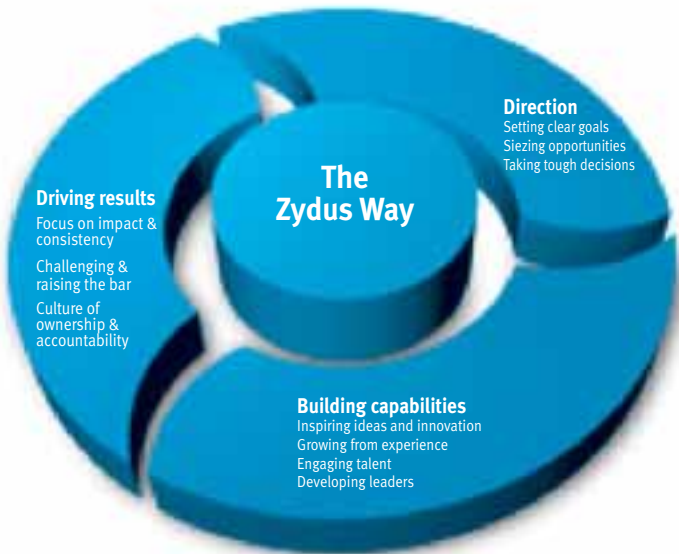 The
Zydus Way
Direction
Setting clear goals
Siezing opportunities
Taking tough decisions
Driving results
Focus on impact &
consistency
Challenging &
raising the bar
Culture of
ownership &
accountability
Building capabilities
Inspiring ideas and innovation
Growing from experience
Engaging talent
Developing leaders